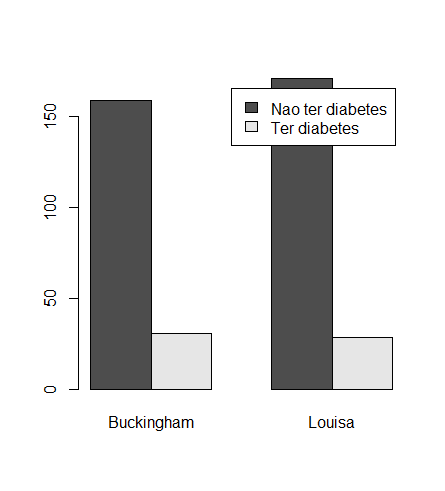 150
100
50
0
Nao ter diabetes
Ter diabetes
Buckingham
Louisa